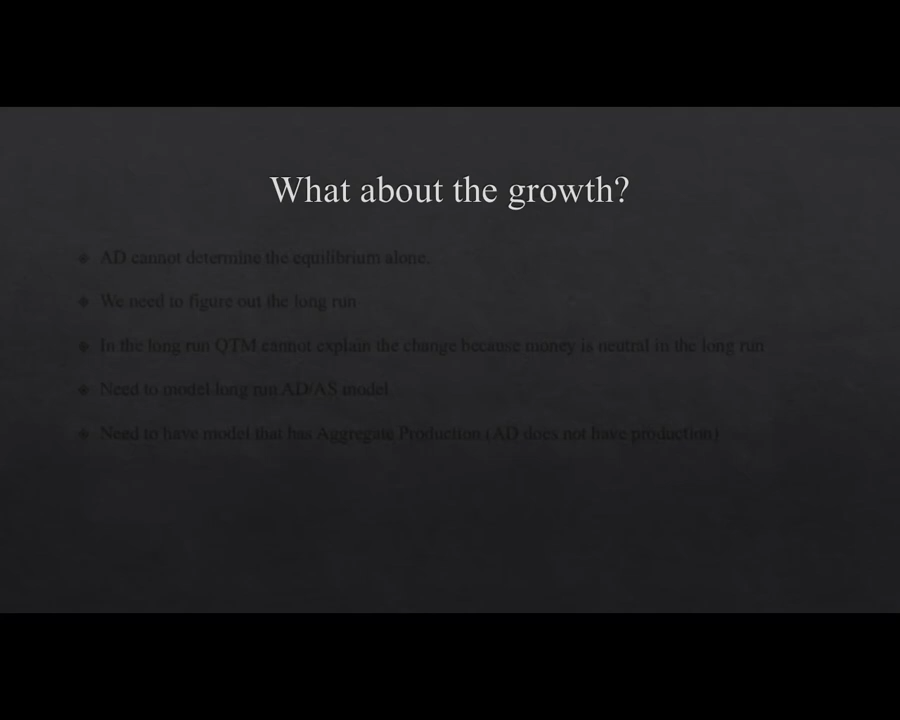 What about the growth?
AD cannot determine the equilibrium alone.
We need to figure out the long run
In the long run QTM cannot explain the change because money is neutral in the long run
Need to model long run AD/AS model
Need to have model that has Aggregate Production (AD does not have production)